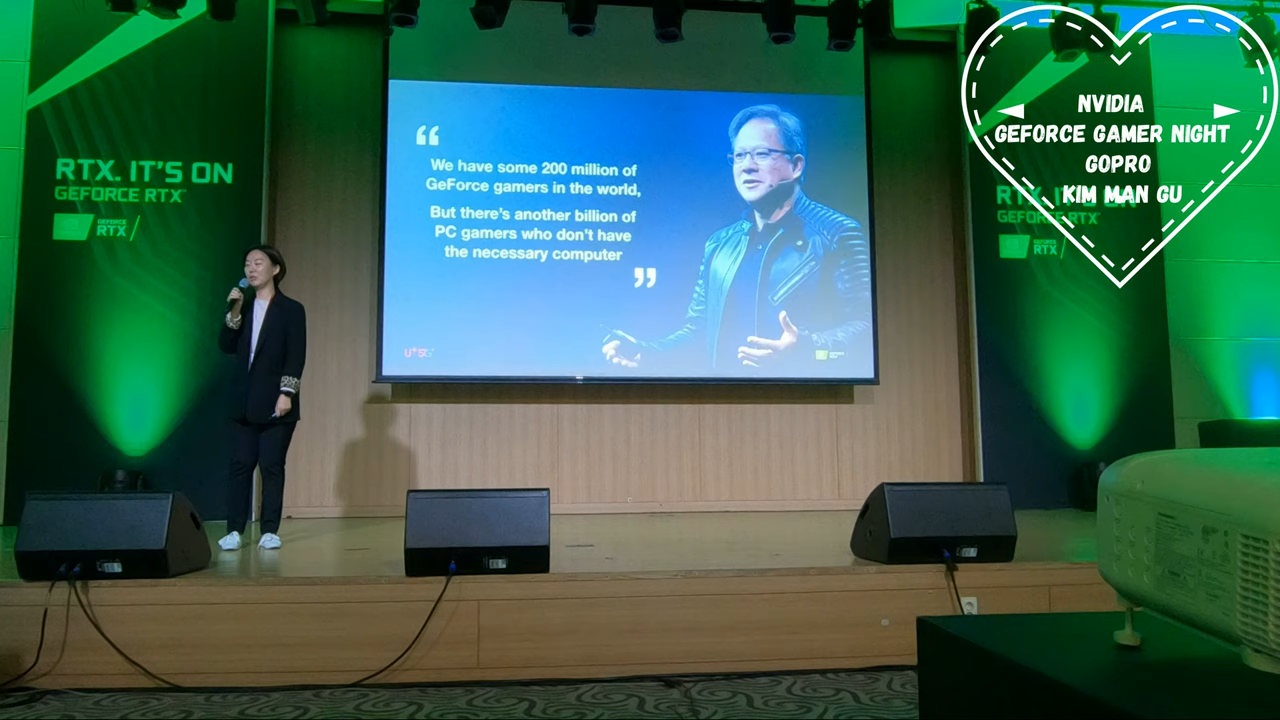 RTX. IT'S ON
GEFORCE RTX
GEFORCE
RTX
“
We have some 200 million of
GeForce gamers in the world,
But there's another billion of
PC gamers who don't have
the necessary computer
”
U+5G
NVIDIA
GEFORCE GAMER NIGHT
GOPRO
KIM MAN GU
RTX. IT'S ON
GEFORCE RTX
GEFORCE
RTX